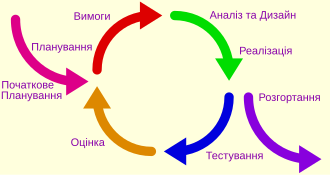 Вимоги
Аналіз та Дизайн
Планування
Реалізація
Початкове
Планування
Розгортання
Оцінка
Тестування